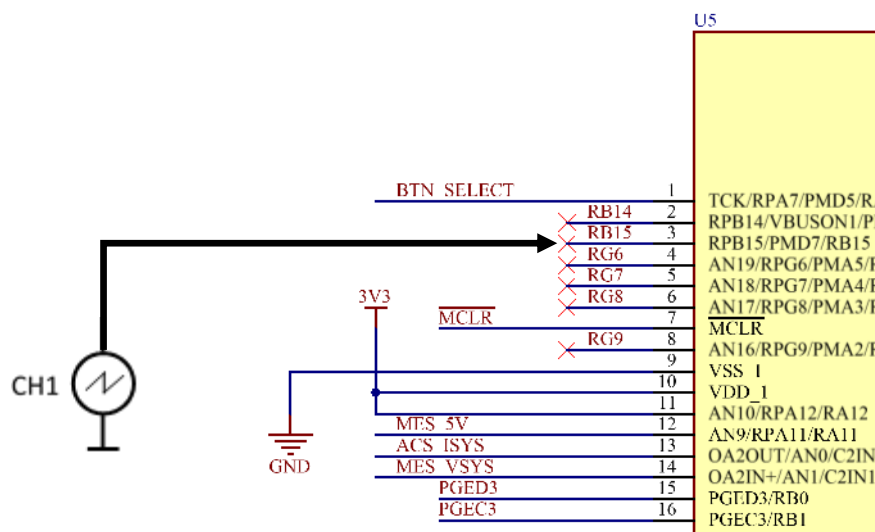 U5
BTN_SELECT 1 TCK/RPA7/PMD5/RA
RB14 2 RPB14/VBUSON1/P
RB15 3 RPB15/PMD7/RB15
RG6 4 AN19/RPG6/PMA5/R
RG7 5 AN18/RPG7/PMA4/R
RG8 6 AN17/RPG8/PMA3/R
3V3
MCLR 7 MCLR
RG9 8 AN16/RPG9/PMA2/R
9 VSS_1
CH1
10 VDD_1
11 AN10/RPA12/RA12
MES_5V 12 AN9/RPA11/RA11
ACS_ISYS 13 OA2OUT/AN0/C2IN
GND
MES_VSYS 14 OA2IN+/AN1/C2IN1
PGED3 15 PGED3/RB0
PGEC3 16 PGEC3/RB1